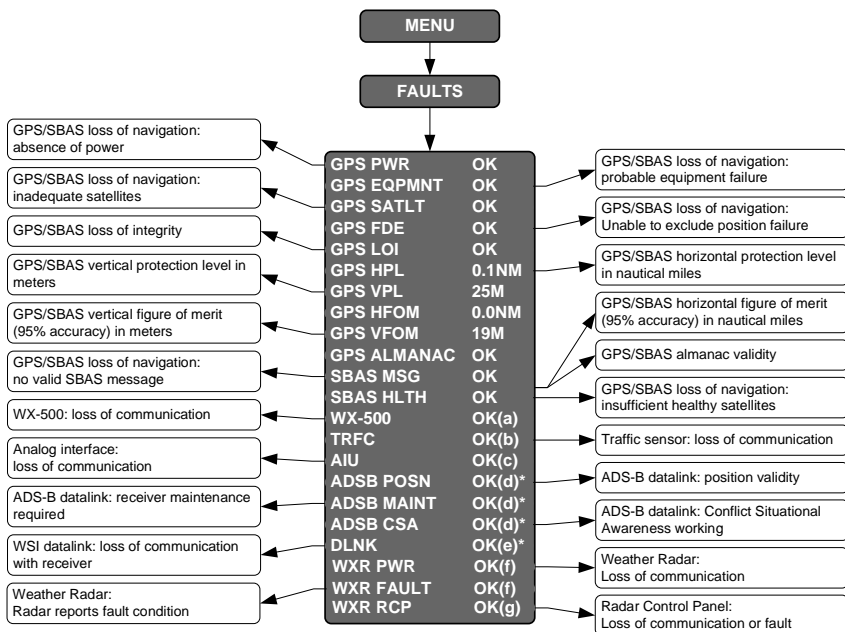 MENU
FAULTS
GPS/SBAS loss of navigation:
absence of power
GPS/SBAS loss of navigation:
inadequate satellites
GPS/SBAS loss of integrity
GPS/SBAS vertical protection level in
meters
GPS/SBAS vertical figure of merit
(95% accuracy) in meters
GPS/SBAS loss of navigation:
no valid SBAS message
WX-500: loss of communication
Analog interface:
loss of communication
ADS-B datalink: receiver maintenance
required
WSI datalink: loss of communication
with receiver
Weather Radar:
Radar reports fault condition
GPS PWR OK
GPS EQPMNT OK
GPS SATLT OK
GPS FDE OK
GPS LOI OK
GPS HPL 0.1NM
GPS VPL 25M
GPS HFOM 0.0NM
GPS VFOM 19M
GPS ALMANAC OK
SBAS MSG OK
SBAS HLTH OK
WX-500 OK(a)
TRFC OK(b)
AIU OK(c)
ADSB POSN OK(d)*
ADSB MAINT OK(d)*
ADSB CSA OK(d)*
DLNK OK(e)*
WXR PWR OK(f)
WXR FAULT OK(f)
WXR RCP OK(g)
GPS/SBAS loss of navigation:
probable equipment failure
GPS/SBAS loss of navigation:
Unable to exclude position failure
GPS/SBAS horizontal protection level
in nautical miles
GPS/SBAS horizontal figure of merit
(95% accuracy) in nautical miles
GPS/SBAS almanac validity
GPS/SBAS loss of navigation:
insufficient healthy satellites
Traffic sensor: loss of communication
ADS-B datalink: position validity
ADS-B datalink: Conflict Situational
Awareness working
Weather Radar:
Loss of communication
Radar Control Panel:
Loss of communication or fault